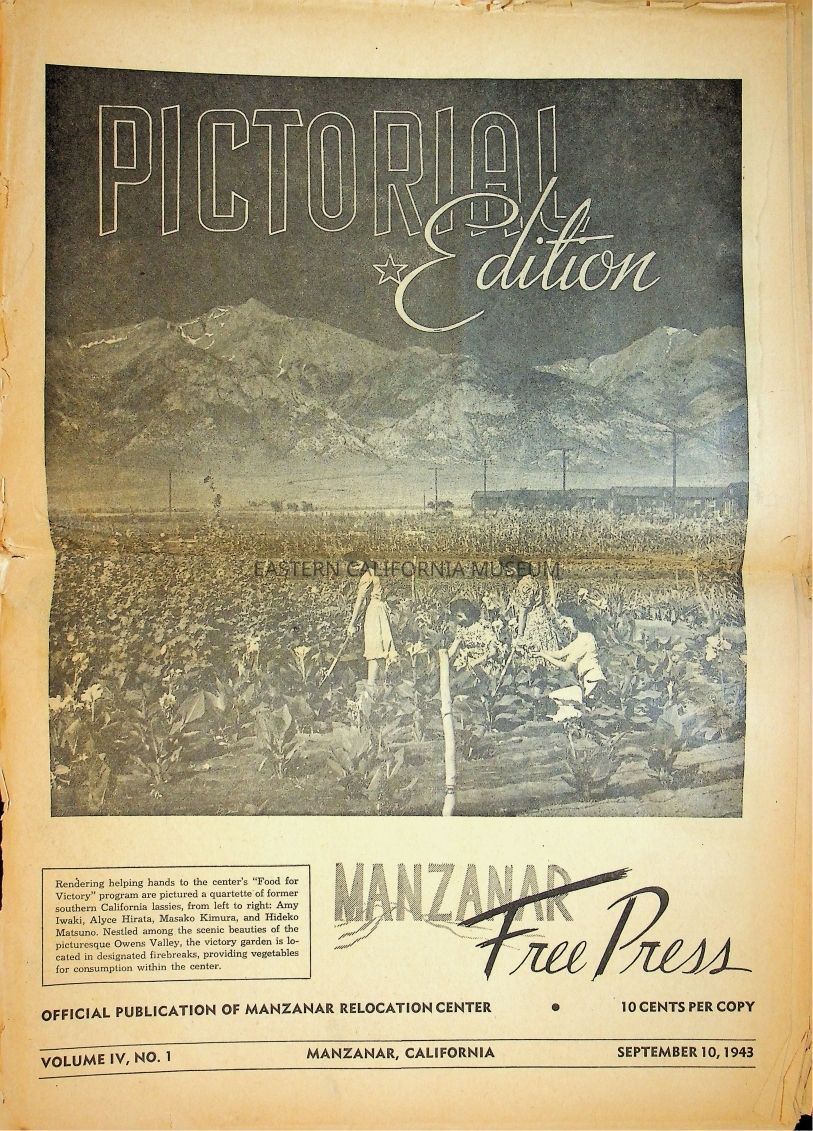 PICTORIAL
Edition
EASTERN CALIFORNIA MUSEUM
Rendering helping hands to the center's "Food for
Victory" program are pictured a quartette of former
southern California lassies, from left to right: Amy
Iwaki, Alyce Hirata, Masako Kimura, and Hideko
Matsuno. Nestled among the scenic beauties of the
picturesque Owens Valley, the victory garden is lo-
cated in designated firebreaks, providing vegetables
for consumption within the center.
MANZANAR
Free Press
OFFICIAL PUBLICATION OF MANZANAR RELOCATION CENTER • 10 CENTS PER COPY
VOLUME IV, NO. 1 MANZANAR, CALIFORNIA SEPTEMBER 10, 1943